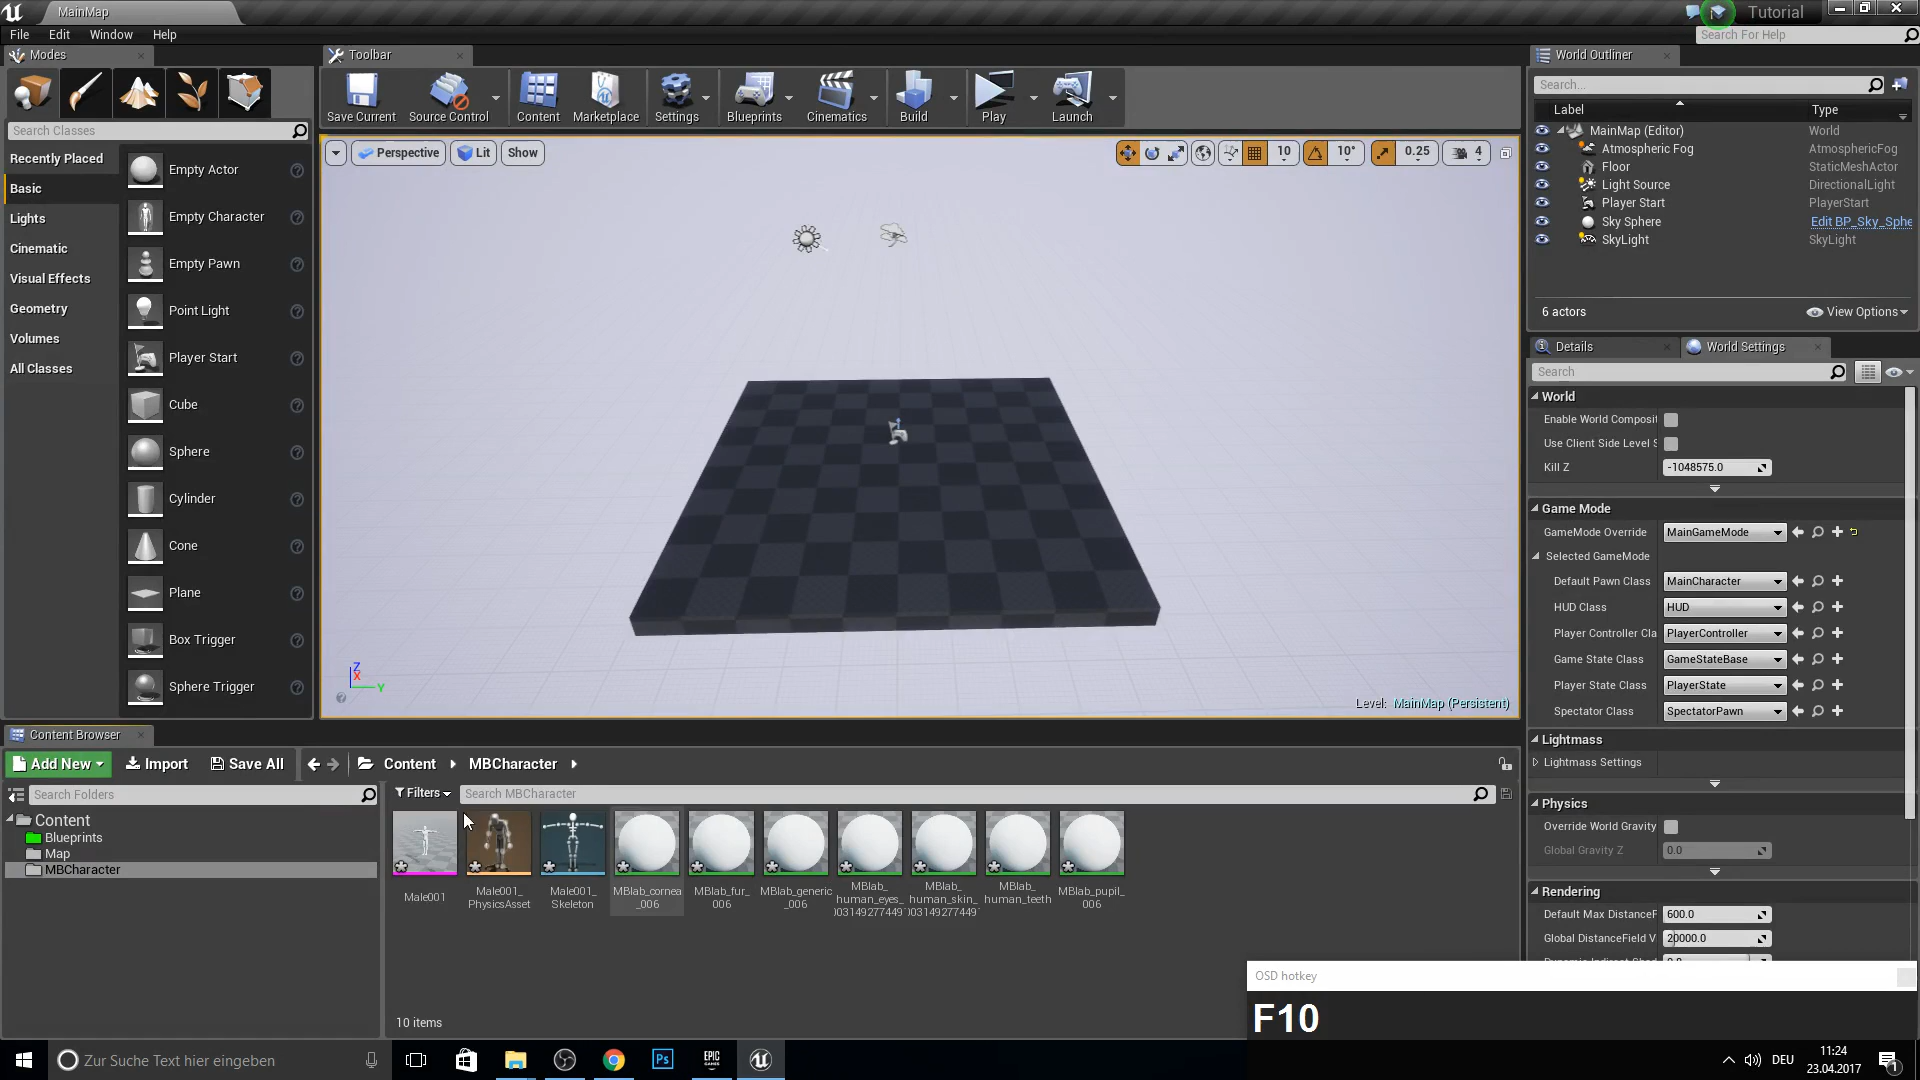 MainMap
Tutorial
File Edit Window Help
Search For Help
Modes
Toolbar
World Outliner
Save Current
Source Control
Content
Marketplace
Settings
Blueprints
Cinematics
Build
Play
Launch
Search Classes
Recently Placed
Basic
Lights
Cinematic
Visual Effects
Geometry
Volumes
All Classes
Empty Actor
Empty Character
Empty Pawn
Point Light
Player Start
Cube
Sphere
Cylinder
Cone
Plane
Box Trigger
Sphere Trigger
Perspective
Lit
Show
10
10°
0.25
4
Z
X
Y
Level: MainMap (Persistent)
Search...
Label Type
MainMap (Editor) World
Atmospheric Fog AtmosphericFog
Floor StaticMeshActor
Light Source DirectionalLight
Player Start PlayerStart
Sky Sphere Edit BP_Sky_Sphe
SkyLight SkyLight
6 actors
View Options
Details
World Settings
Search
World
Enable World Composit
Use Client Side Level S
Kill Z -1048575.0
Game Mode
GameMode Override MainGameMode
Selected GameMode
Default Pawn Class MainCharacter
HUD Class HUD
Player Controller Cla PlayerController
Game State Class GameStateBase
Player State Class PlayerState
Spectator Class SpectatorPawn
Lightmass
Lightmass Settings
Physics
Override World Gravity
Global Gravity Z 0.0
Rendering
Default Max DistanceF 600.0
Global DistanceField V 20000.0
Content Browser
Add New
Import
Save All
Content
MBCharacter
Search Folders
Filters
Search MBCharacter
Content
Blueprints
Map
MBCharacter
Male001
Male001_
PhysicsAsset
Male001_
Skeleton
MBlab_cornea
_006
MBlab_fur_
006
MBlab_generic
_006
MBlab_
human_eyes_
003149277449
MBlab_
human_skin_
003149277449
MBlab_
human_teeth
MBlab_pupil_
006
10 items
OSD hotkey
F10
Zur Suche Text hier eingeben
Ps
EPIC
GAMES
DEU
11:24
23.04.2017
1